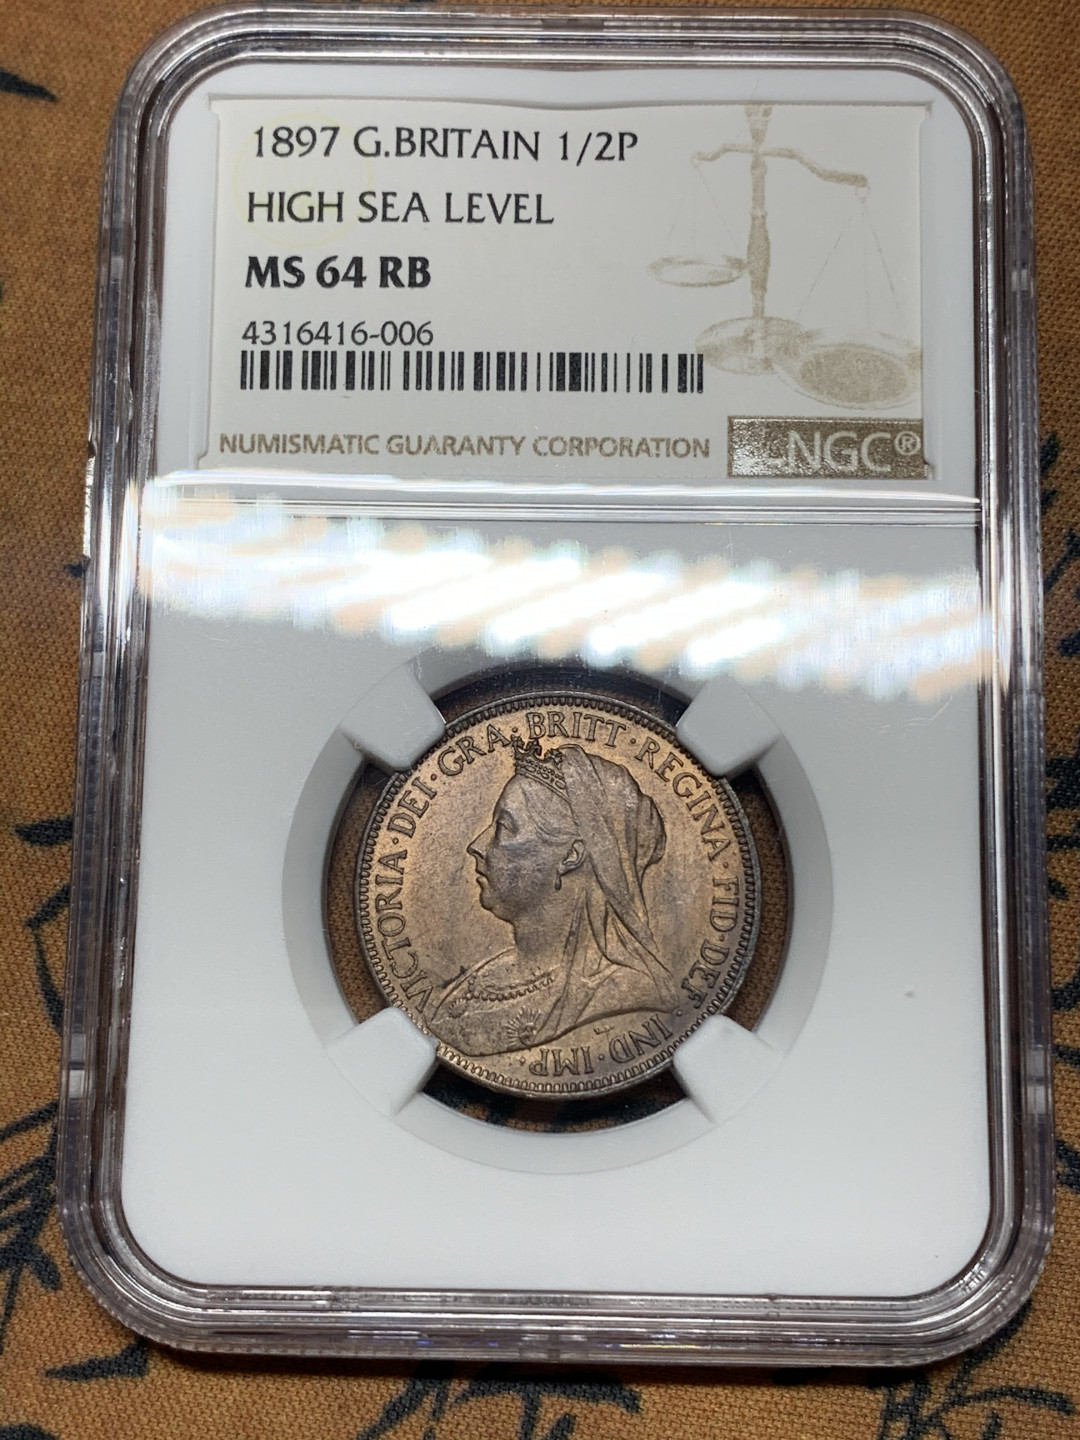 1897 G.BRITAIN 1/2P
HIGH SEA LEVEL
MS 64 RB
4316416-006
NUMISMATIC GUARANTY CORPORATION
NGC®
VICTORIA·DEI·GRA·BRITT·REGINA·FID·DEF·IND·IMP·